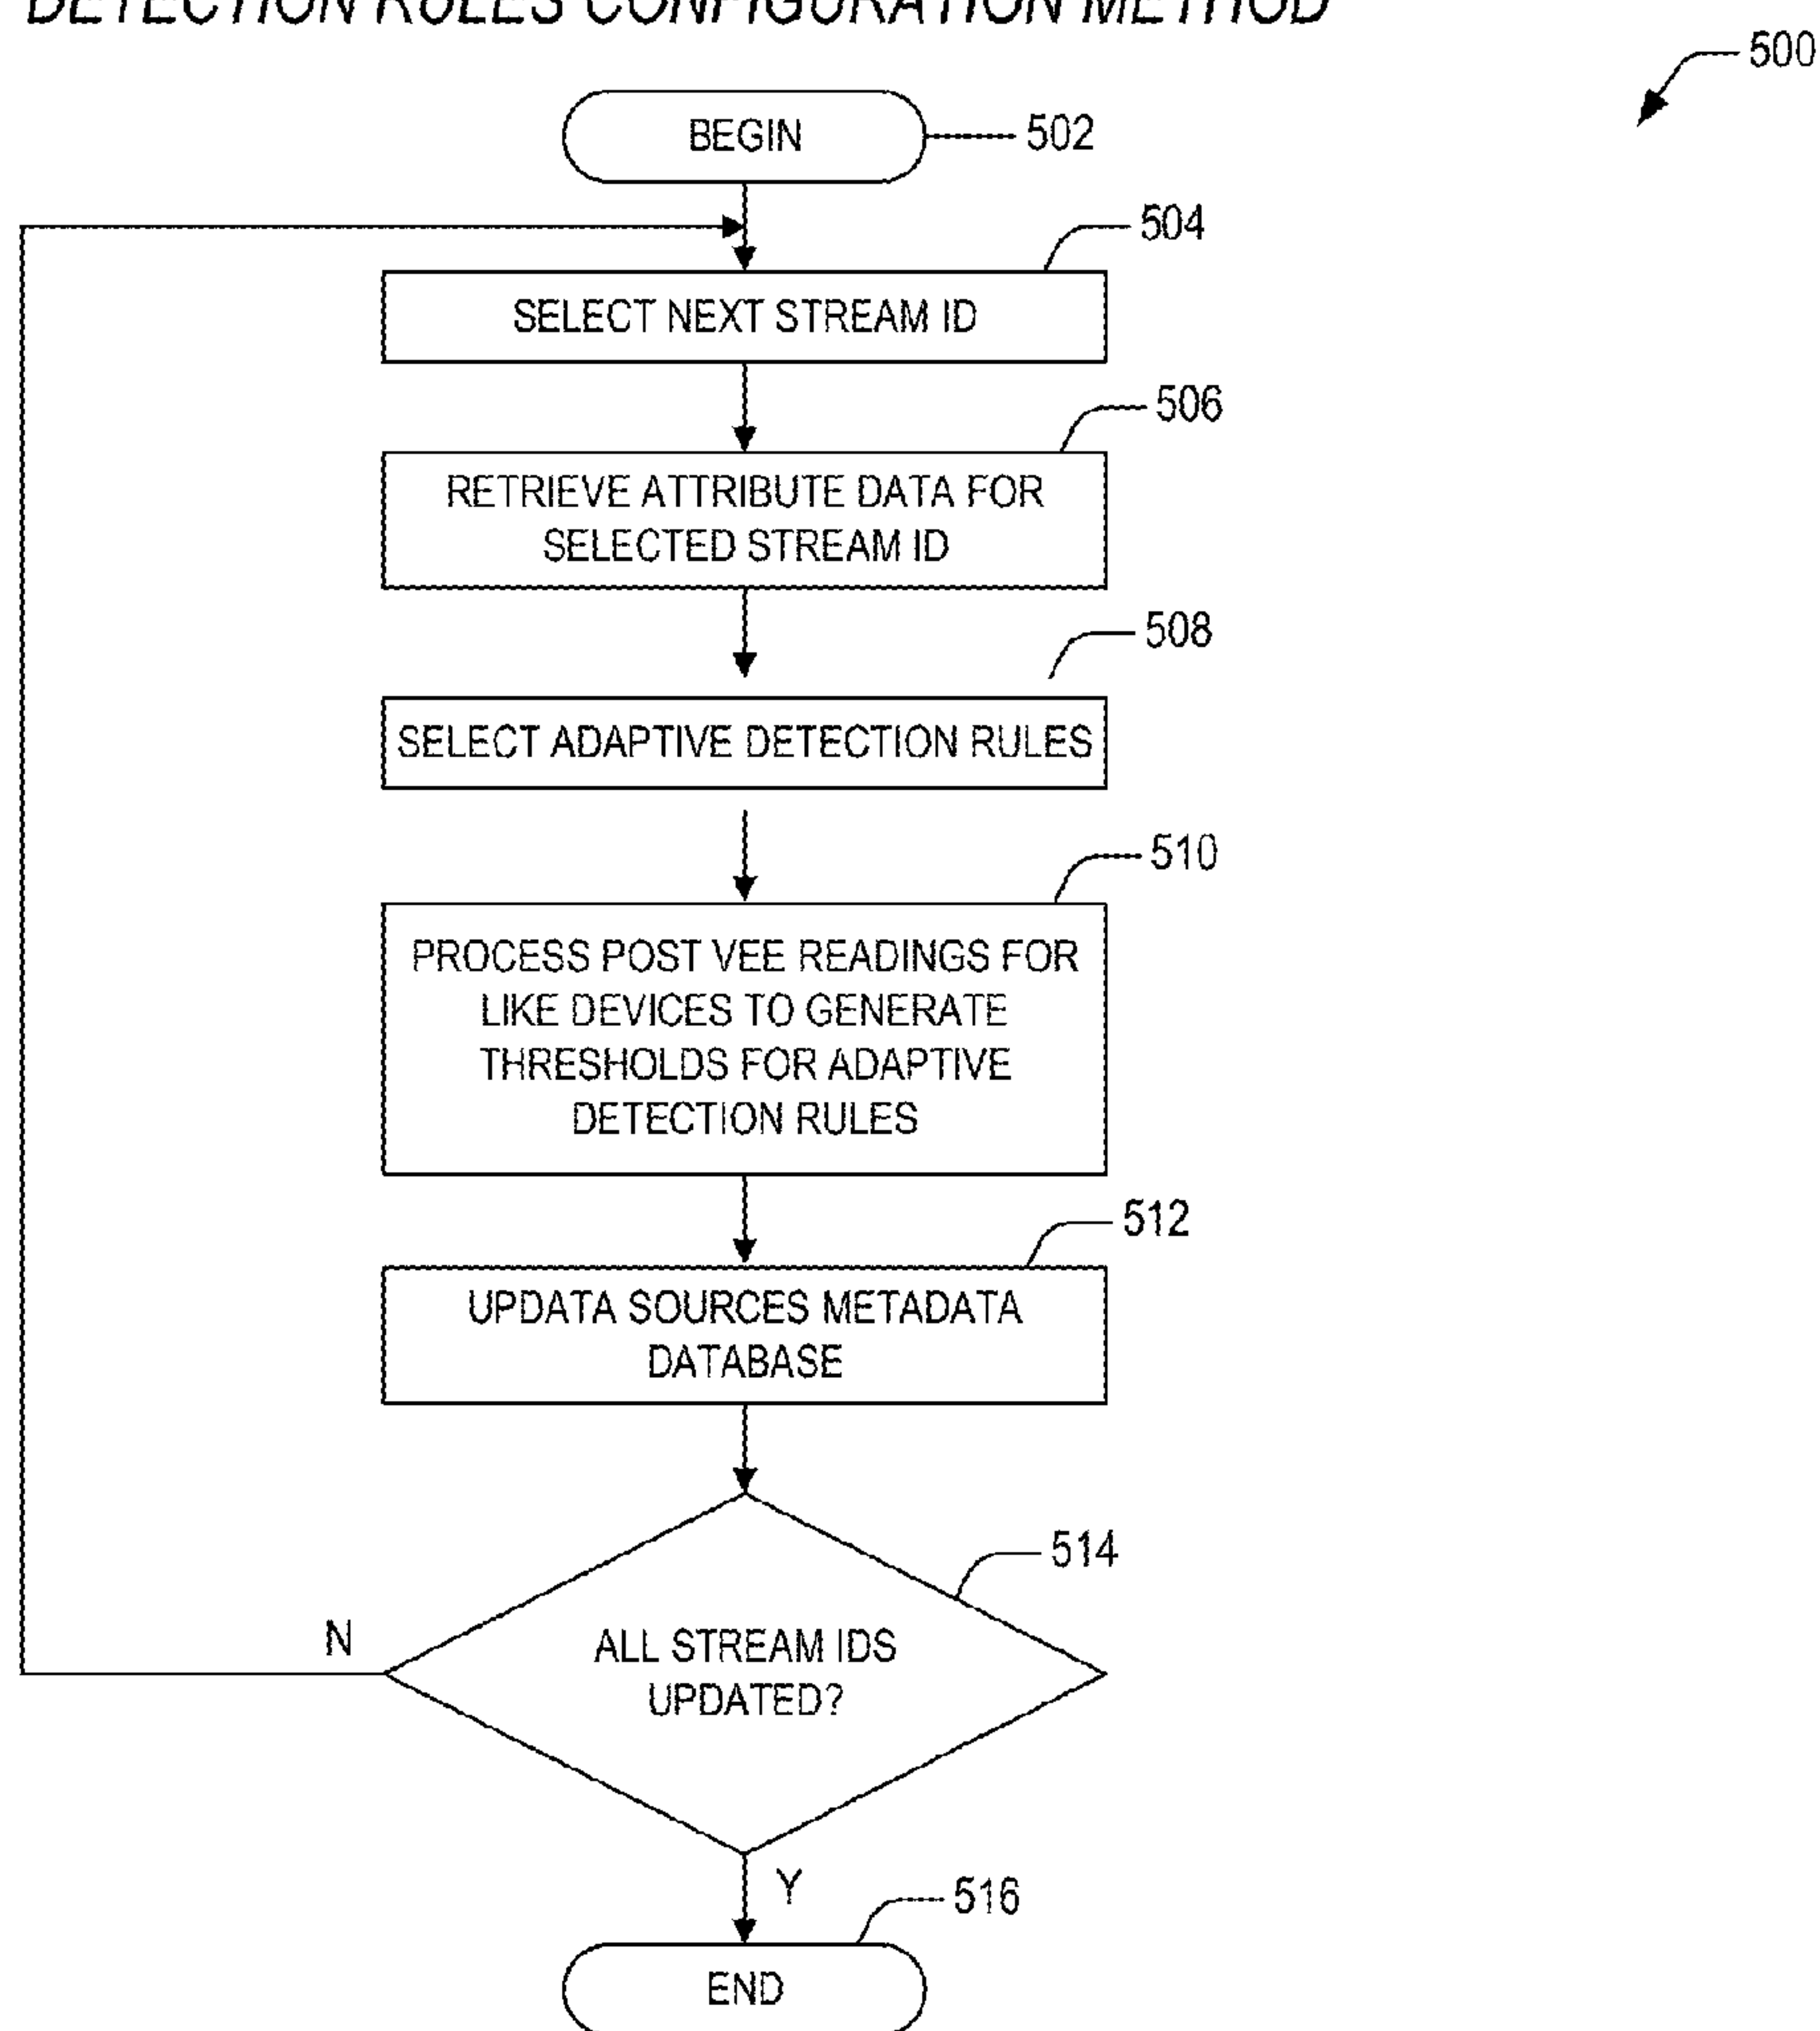 DETECTION RULES CONFIGURATION METHOD
500
BEGIN
502
504
SELECT NEXT STREAM ID
506
RETRIEVE ATTRIBUTE DATA FOR
SELECTED STREAM ID
508
SELECT ADAPTIVE DETECTION RULES
510
PROCESS POST VEE READINGS FOR
LIKE DEVICES TO GENERATE
THRESHOLDS FOR ADAPTIVE
DETECTION RULES
512
UPDATA SOURCES METADATA
DATABASE
514
N
ALL STREAM IDS
UPDATED?
Y
516
END